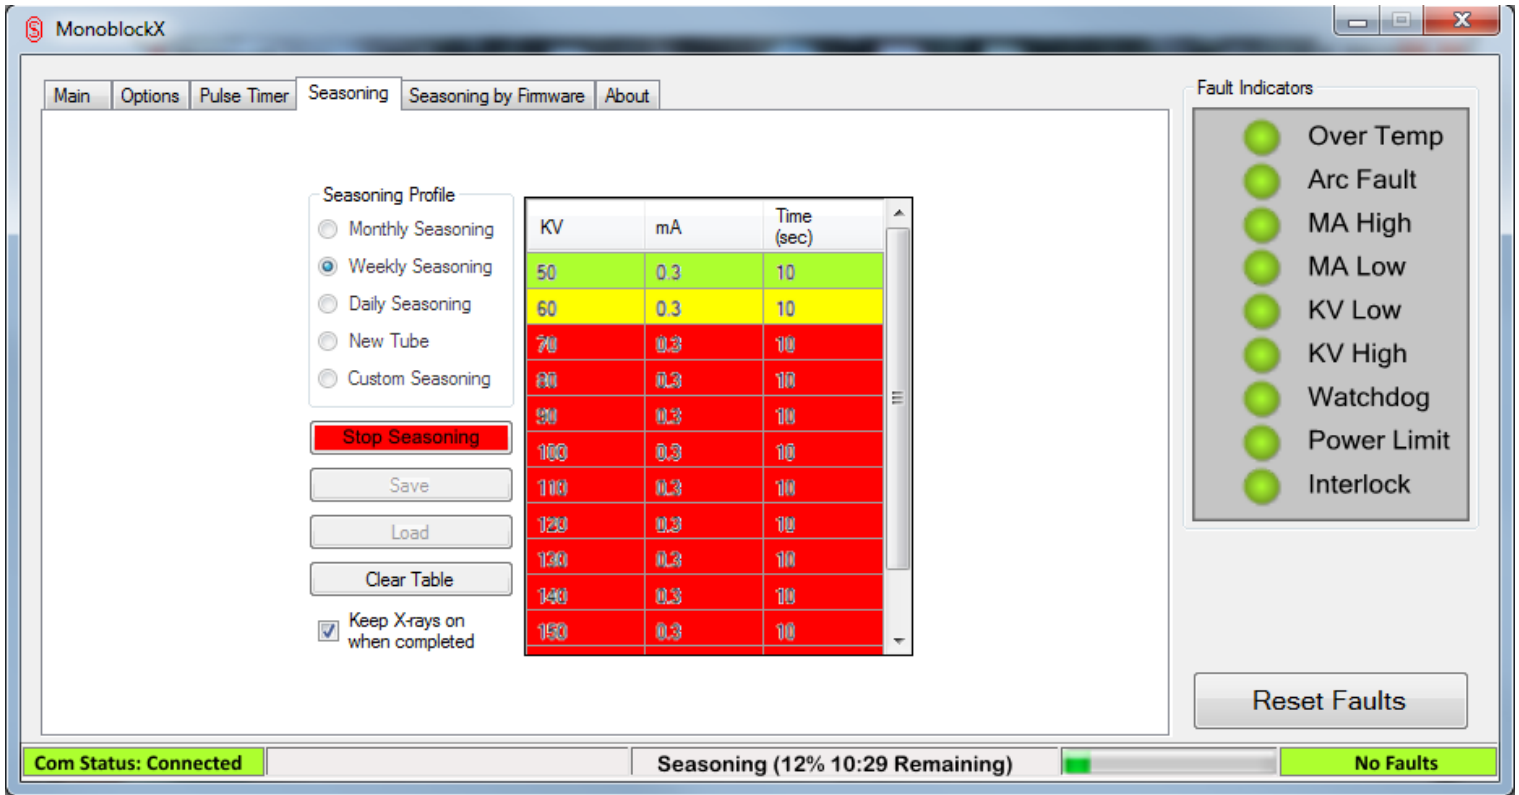 MonoblockX
Main Options Pulse Timer Seasoning Seasoning by Firmware About
Seasoning Profile
Monthly Seasoning
Weekly Seasoning
Daily Seasoning
New Tube
Custom Seasoning
Stop Seasoning
Save
Load
Clear Table
Keep X-rays on
when completed
KV mA Time
(sec)
50 0.3 10
60 0.3 10
70 0.3 10
80 0.3 10
90 0.3 10
100 0.3 10
110 0.3 10
120 0.3 10
130 0.3 10
140 0.3 10
150 0.3 10
Fault Indicators
Over Temp
Arc Fault
MA High
MA Low
KV Low
KV High
Watchdog
Power Limit
Interlock
Reset Faults
Com Status: Connected Seasoning (12% 10:29 Remaining) No Faults